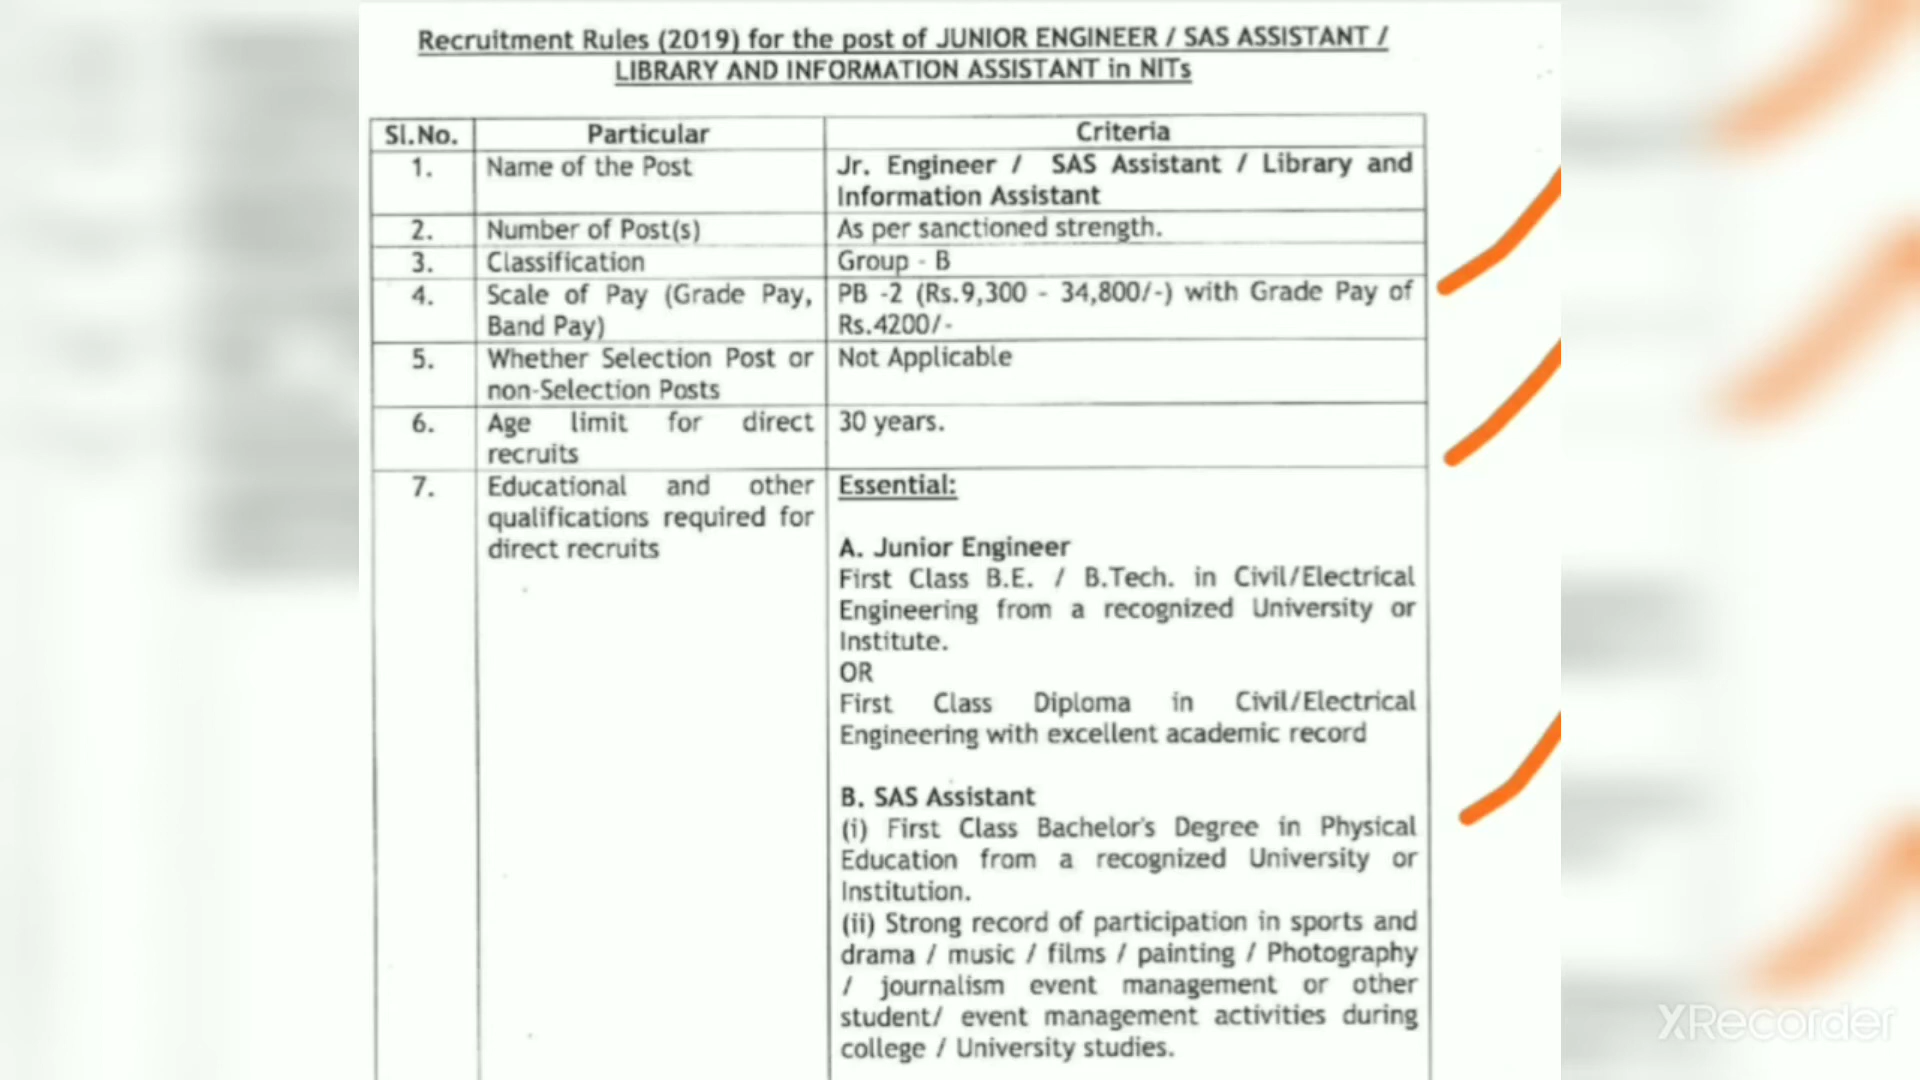 Recruitment Rules (2019) for the post of JUNIOR ENGINEER / SAS ASSISTANT /
LIBRARY AND INFORMATION ASSISTANT in NITs
Sl.No. Particular Criteria
1. Name of the Post Jr. Engineer / SAS Assistant / Library and
Information Assistant
2. Number of Post(s) As per sanctioned strength.
3. Classification Group - B
4. Scale of Pay (Grade Pay, PB -2 (Rs.9,300 - 34,800/-) with Grade Pay of
Band Pay) Rs.4200/-
5. Whether Selection Post or Not Applicable
non-Selection Posts
6. Age limit for direct 30 years.
recruits
7. Educational and other Essential:
qualifications required for
direct recruits
A. Junior Engineer
First Class B.E. / B.Tech. in Civil/Electrical
Engineering from a recognized University or
Institute.
OR
First Class Diploma in Civil/Electrical
Engineering with excellent academic record
B. SAS Assistant
(i) First Class Bachelor's Degree in Physical
Education from a recognized University or
Institution.
(ii) Strong record of participation in sports and
drama / music / films / painting / Photography
/ journalism event management or other
student/ event management activities during
college / University studies.
XRecorder